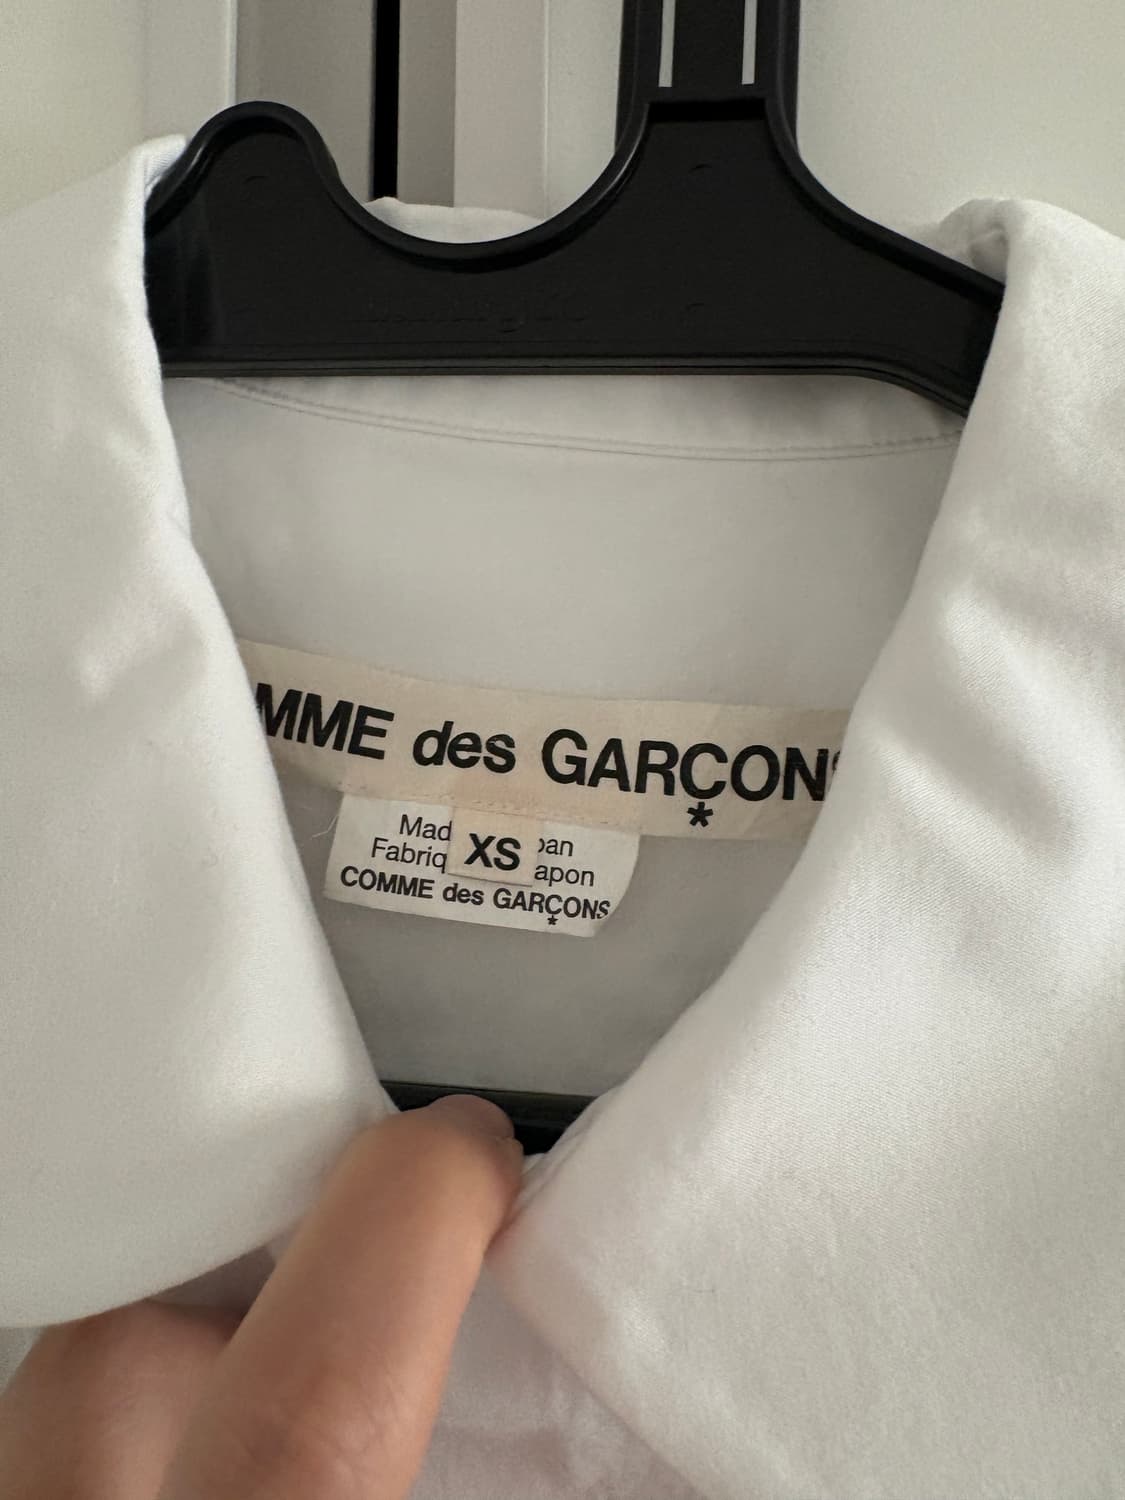 MME des GARÇONS
XS
Mad pan
Fabriq apon
COMME des GARÇONS